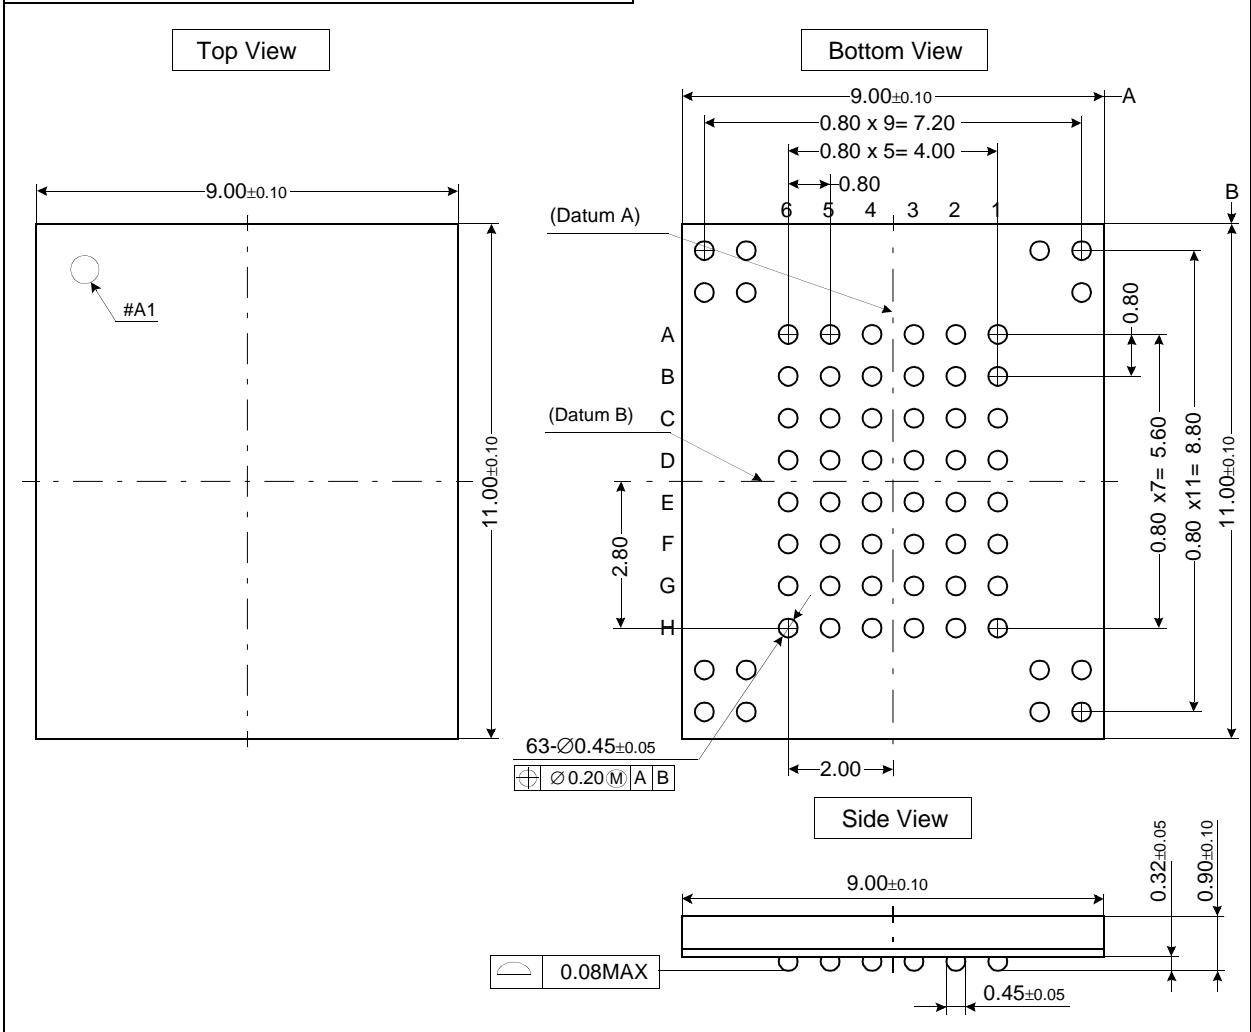 Top View
Bottom View
9.00±0.10
A
0.80 x 9= 7.20
0.80 x 5= 4.00
0.80
9.00±0.10
B
(Datum A)
6 5 4 3 2 1
#A1
0.80
A
B
(Datum B)
C
D
E
F
G
H
11.00±0.10
2.80
0.80 x7= 5.60
0.80 x11= 8.80
11.00±0.10
63-∅0.45±0.05
∅0.20 Ⓜ A B
2.00
Side View
9.00±0.10
0.32±0.05
0.90±0.10
0.08MAX
0.45±0.05